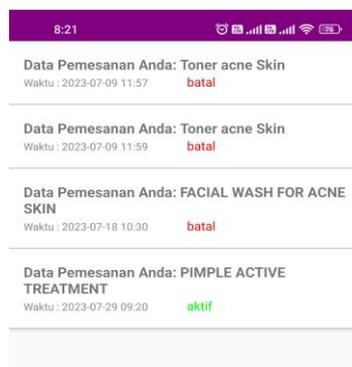 8:21
76
Data Pemesanan Anda: Toner acne Skin
Waktu : 2023-07-09 11:57 batal
Data Pemesanan Anda: Toner acne Skin
Waktu : 2023-07-09 11:59 batal
Data Pemesanan Anda: FACIAL WASH FOR ACNE
SKIN
Waktu : 2023-07-18 10:30 batal
Data Pemesanan Anda: PIMPLE ACTIVE
TREATMENT
Waktu : 2023-07-29 09:20 aktif